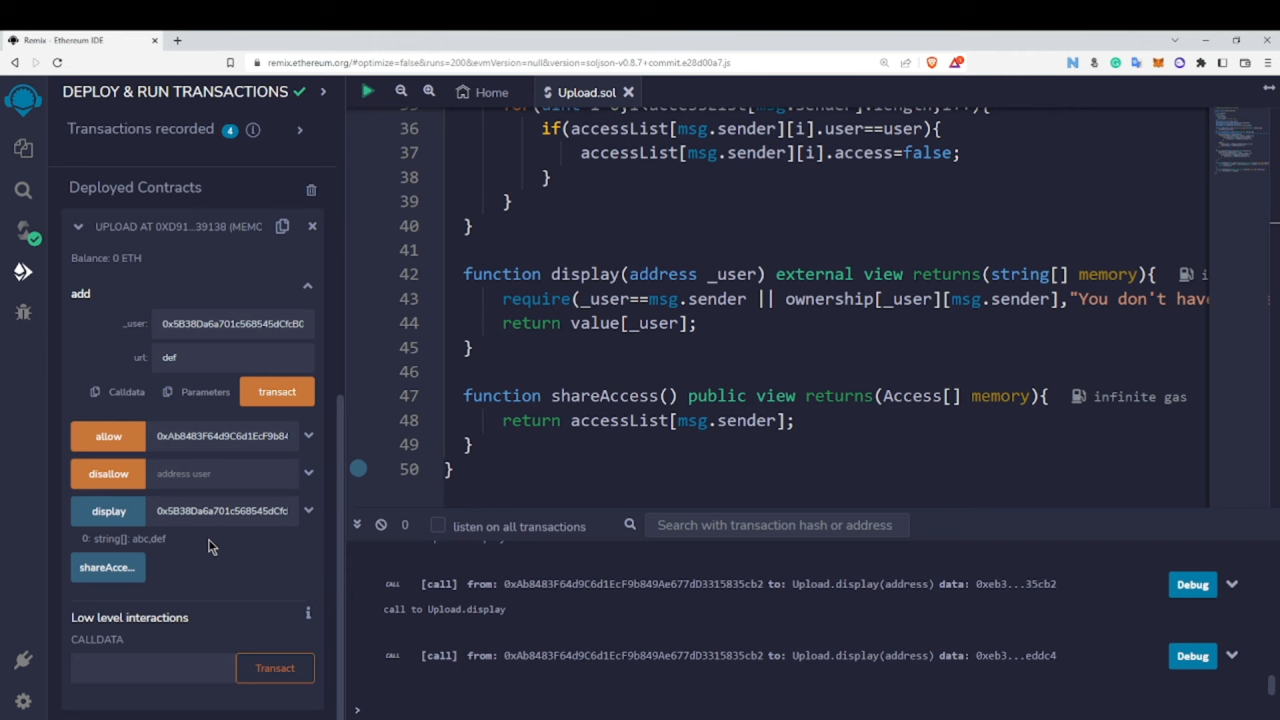 Remix - Ethereum IDE
remix.ethereum.org/#optimize=false&runs=200&evmVersion=null&version=soljson-v0.8.7+commit.e28d00a7.js
DEPLOY & RUN TRANSACTIONS
Transactions recorded 4
Deployed Contracts
UPLOAD AT 0XD91...39138 (MEMC
Balance: 0 ETH
add
_user: 0x5B38Da6a701c568545dCfcB0
url: def
Calldata Parameters transact
allow 0xAb8483F64d9C6d1EcF9b84
disallow address user
display 0x5B38Da6a701c568545dCfcl
0: string[]: abc,def
shareAcce...
Low level interactions
CALLDATA
Transact
Home Upload.sol
36 if(accessList[msg.sender][i].user==user){
37 accessList[msg.sender][i].access=false;
38 }
39 }
40 }
41
42 function display(address _user) external view returns(string[] memory){
43 require(_user==msg.sender || ownership[_user][msg.sender],"You don't have
44 return value[_user];
45 }
46
47 function shareAccess() public view returns(Access[] memory){ infinite gas
48 return accessList[msg.sender];
49 }
50 }
0 listen on all transactions Search with transaction hash or address
CALL [call] from: 0xAb8483F64d9C6d1EcF9b849Ae677dD3315835cb2 to: Upload.display(address) data: 0xeb3...35cb2 Debug
call to Upload.display
CALL [call] from: 0xAb8483F64d9C6d1EcF9b849Ae677dD3315835cb2 to: Upload.display(address) data: 0xeb3...eddc4 Debug
>